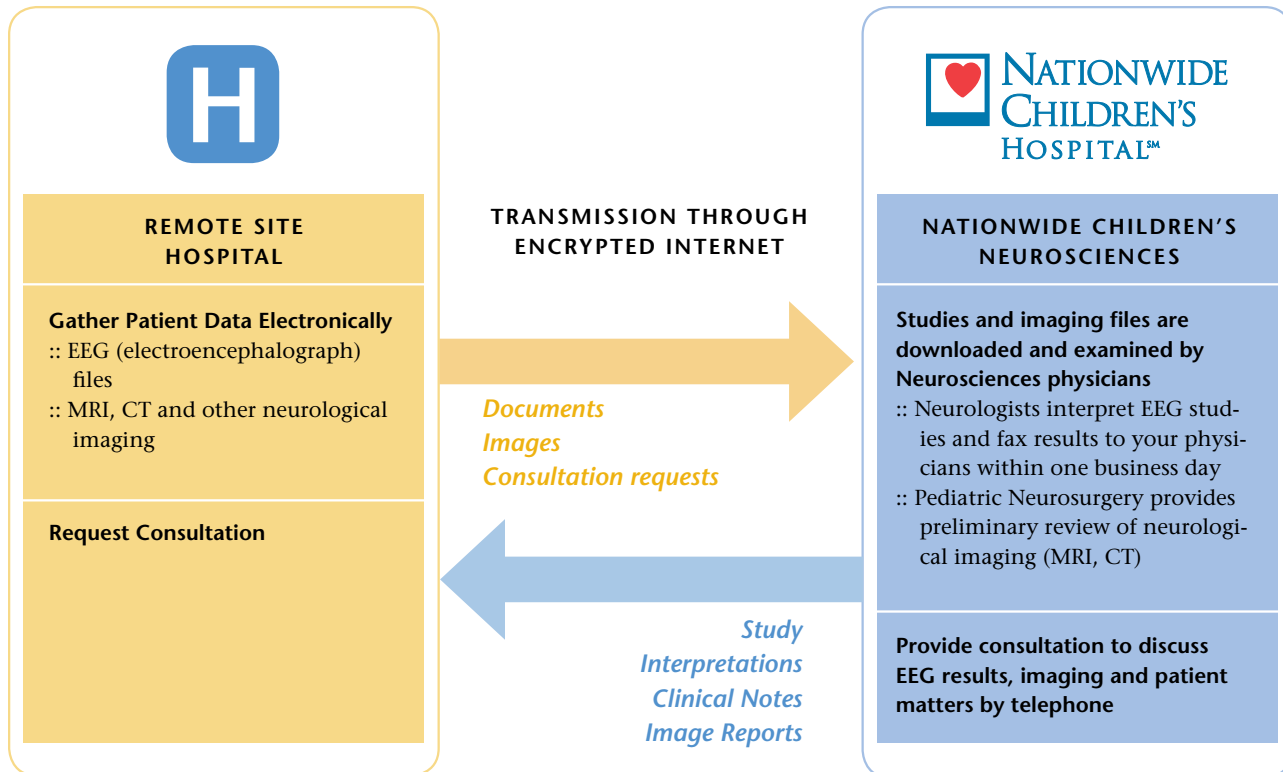 H
REMOTE SITE
HOSPITAL
Gather Patient Data Electronically
:: EEG (electroencephalograph)
files
:: MRI, CT and other neurological
imaging
Request Consultation
TRANSMISSION THROUGH
ENCRYPTED INTERNET
Documents
Images
Consultation requests
Study
Interpretations
Clinical Notes
Image Reports
NATIONWIDE
CHILDREN'S
HOSPITAL℠
NATIONWIDE CHILDREN'S
NEUROSCIENCES
Studies and imaging files are
downloaded and examined by
Neurosciences physicians
:: Neurologists interpret EEG stud-
ies and fax results to your physi-
cians within one business day
:: Pediatric Neurosurgery provides
preliminary review of neurologi-
cal imaging (MRI, CT)
Provide consultation to discuss
EEG results, imaging and patient
matters by telephone